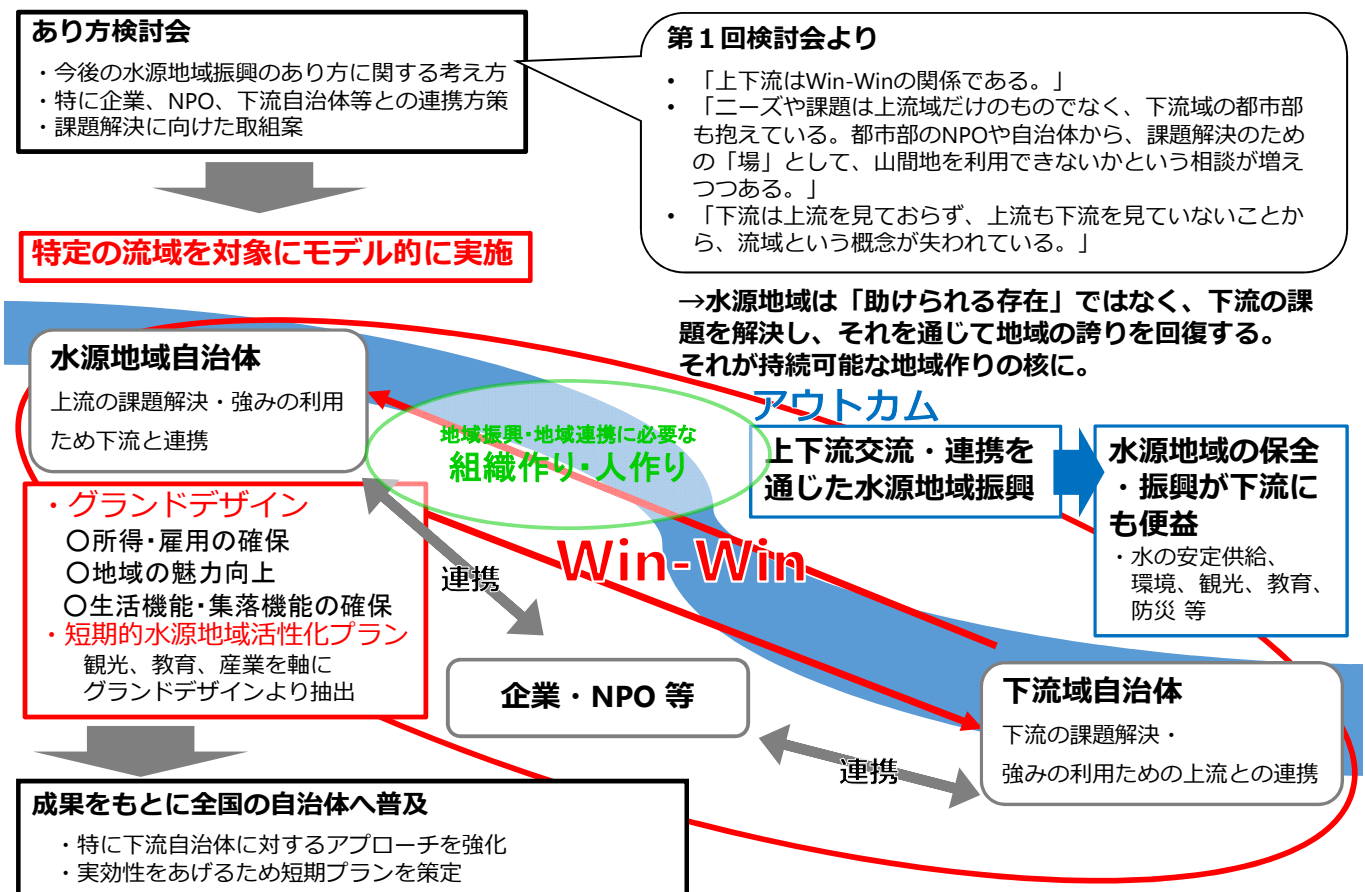 あり方検討会
・今後の水源地域振興のあり方に関する考え方
・特に企業、NPO、下流自治体等との連携方策
・課題解決に向けた取組案
第１回検討会より
• 「上下流はWin-Winの関係である。」
• 「ニーズや課題は上流域だけのものでなく、下流域の都市部
も抱えている。都市部のNPOや自治体から、課題解決のため
の「場」として、山間地を利用できないかという相談が増え
つつある。」
• 「下流は上流を見ておらず、上流も下流を見ていないことか
ら、流域という概念が失われている。」
特定の流域を対象にモデル的に実施
→水源地域は「助けられる存在」ではなく、下流の課
題を解決し、それを通じて地域の誇りを回復する。
それが持続可能な地域作りの核に。
水源地域自治体
上流の課題解決・強みの利用
ため下流と連携
地域振興・地域連携に必要な
組織作り・人作り
アウトカム
上下流交流・連携を
通じた水源地域振興
水源地域の保全
・振興が下流に
も便益
・水の安定供給、
環境、観光、教育、
防災 等
・グランドデザイン
〇所得・雇用の確保
〇地域の魅力向上
〇生活機能・集落機能の確保
・短期的水源地域活性化プラン
観光、教育、産業を軸に
グランドデザインより抽出
連携
Win-Win
企業・NPO 等
連携
下流域自治体
下流の課題解決・
強みの利用ための上流との連携
成果をもとに全国の自治体へ普及
・特に下流自治体に対するアプローチを強化
・実効性をあげるため短期プランを策定